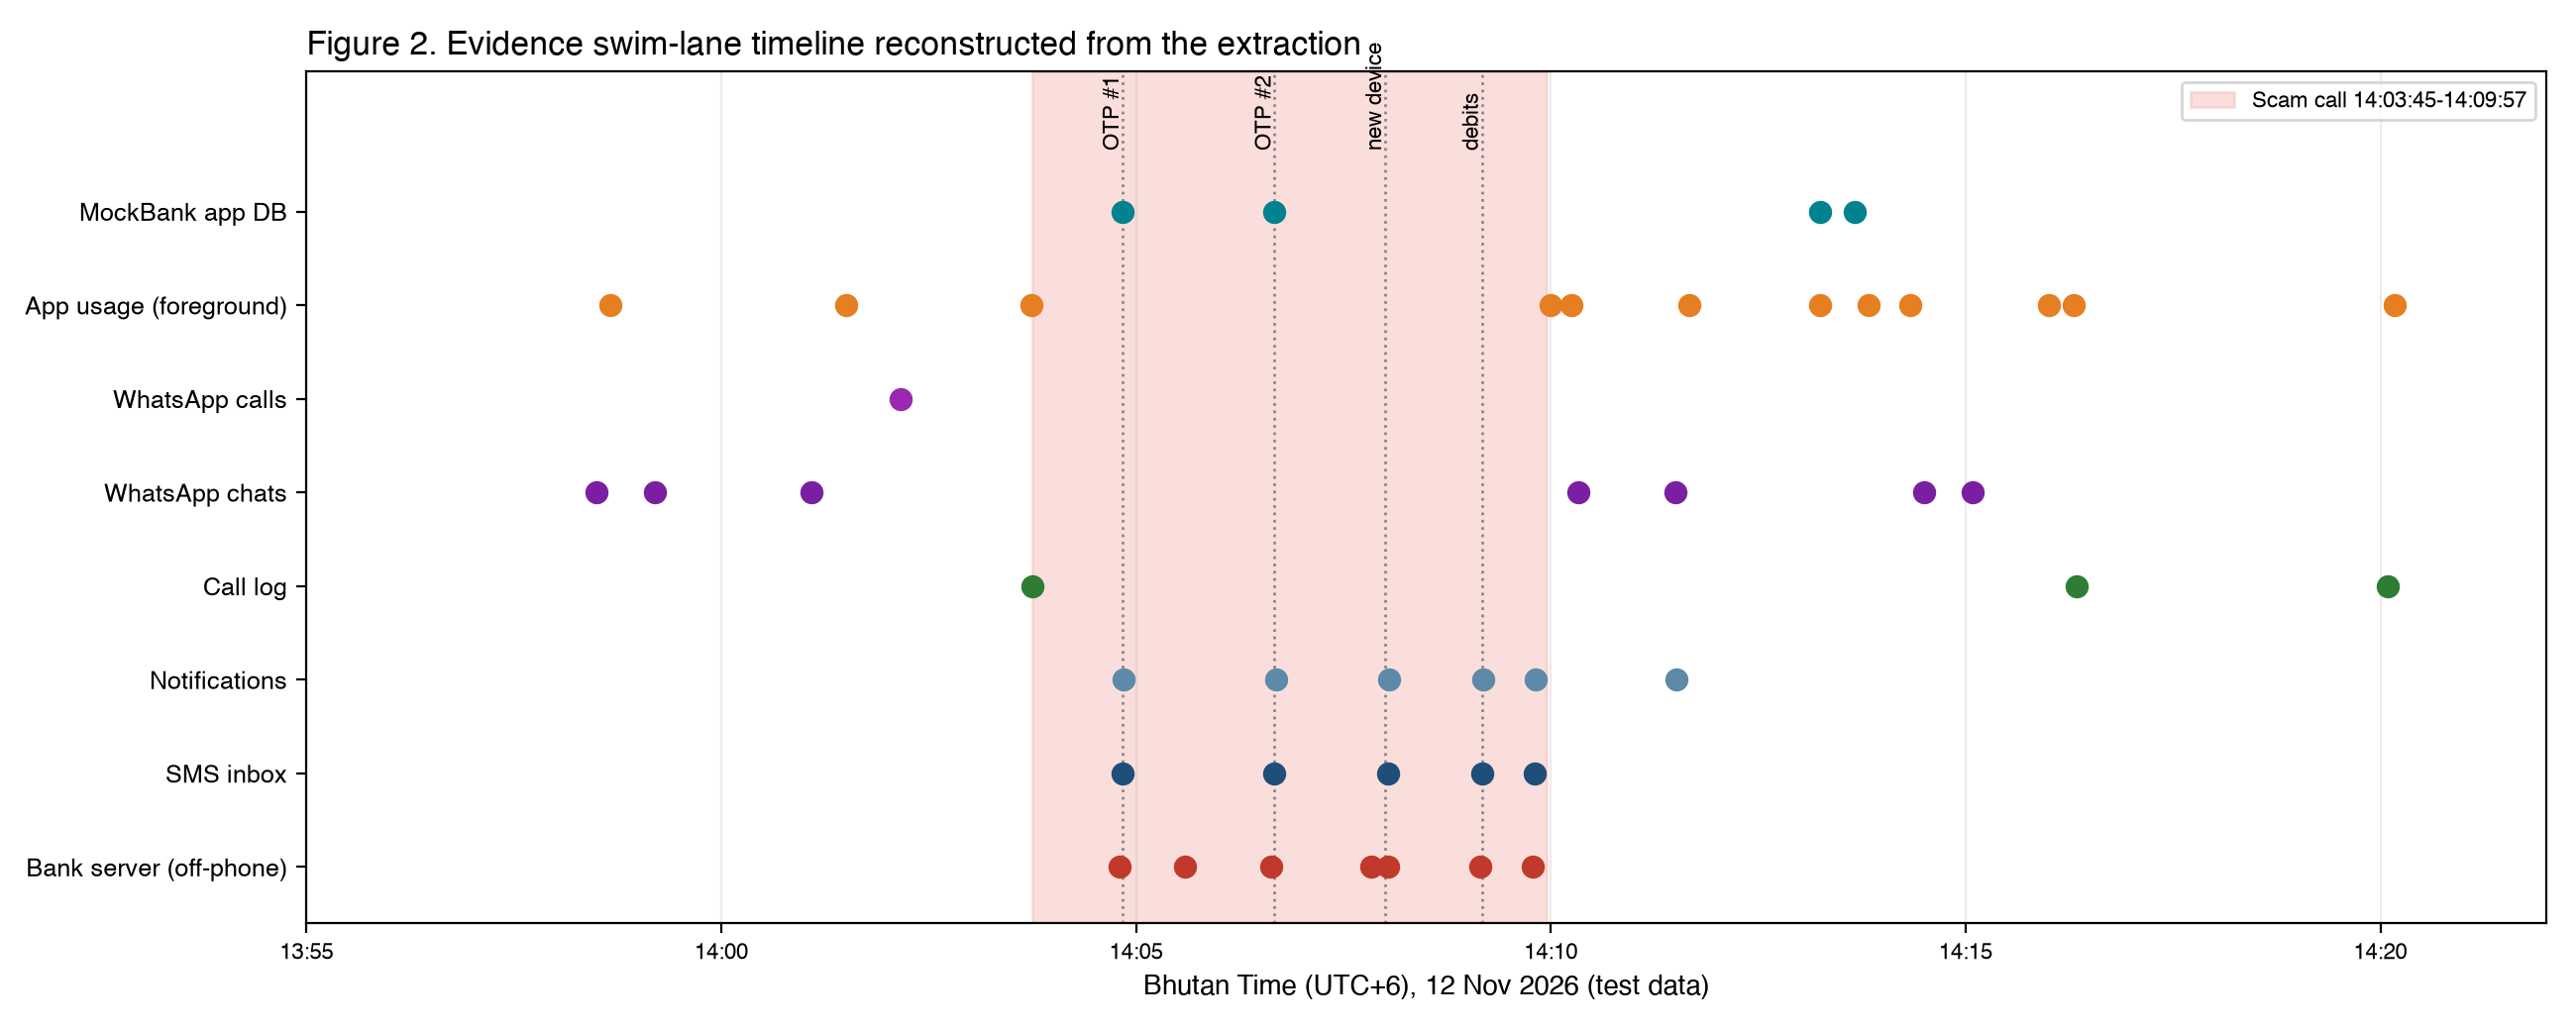 Figure 2. Evidence swim-lane timeline reconstructed from the extraction
OTP #1
OTP #2
new device
debits
Scam call 14:03:45-14:09:57
MockBank app DB
App usage (foreground)
WhatsApp calls
WhatsApp chats
Call log
Notifications
SMS inbox
Bank server (off-phone)
13:55
14:00
14:05
14:10
14:15
14:20
Bhutan Time (UTC+6), 12 Nov 2026 (test data)